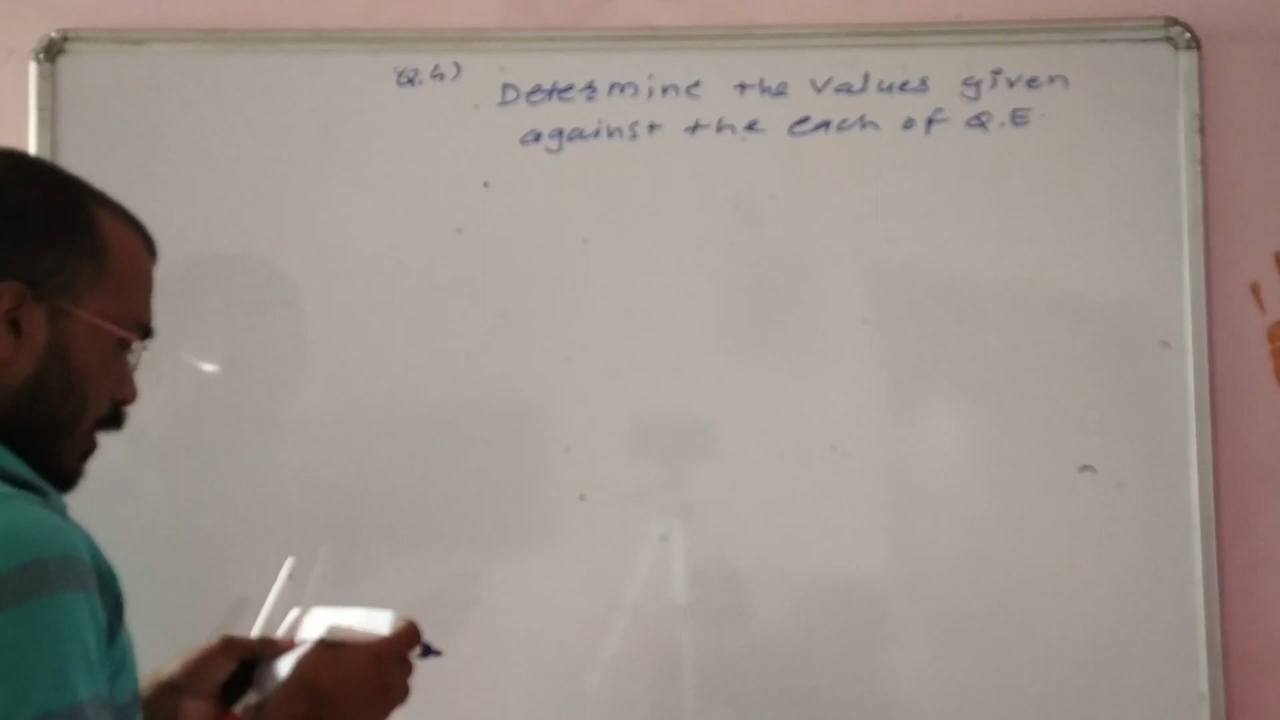 Q.4) Determine the values given
against the each of Q.E.